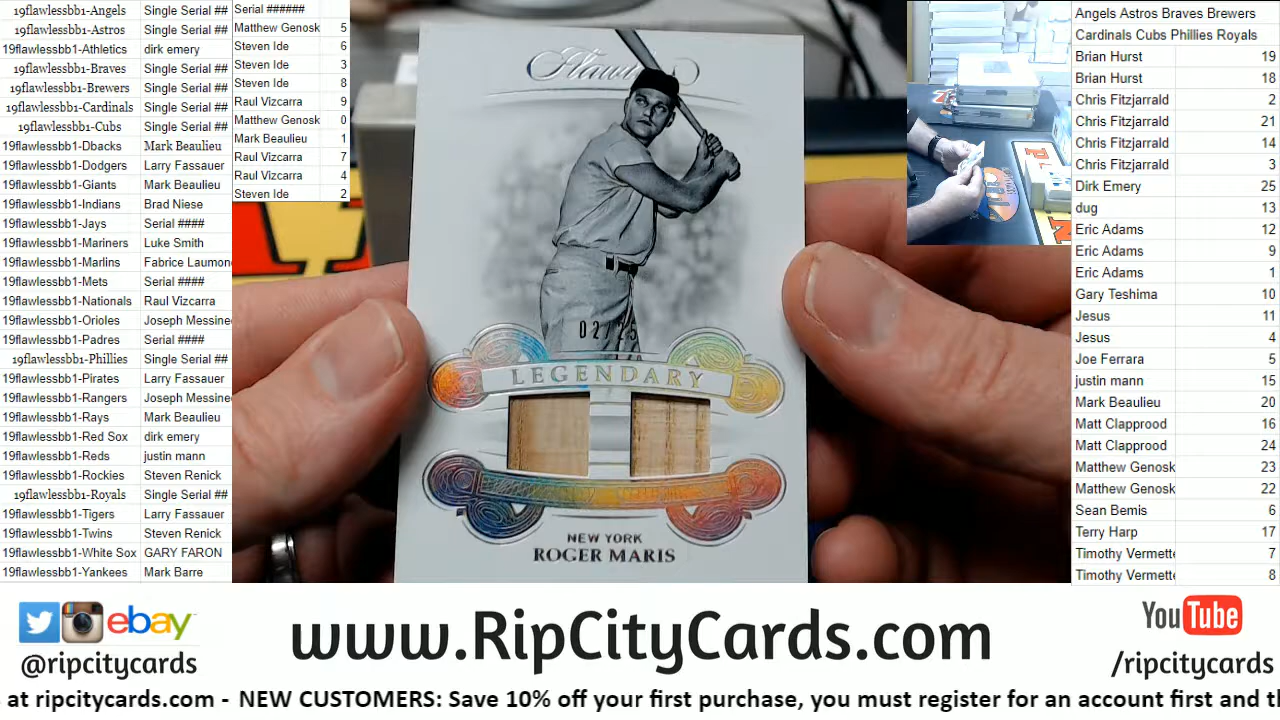 19flawlessbb1-Angels Single Serial ##
19flawlessbb1-Astros Single Serial ##
19flawlessbb1-Athletics dirk emery
19flawlessbb1-Braves Single Serial ##
19flawlessbb1-Brewers Single Serial ##
19flawlessbb1-Cardinals Single Serial ##
19flawlessbb1-Cubs Single Serial ##
19flawlessbb1-Dbacks Mark Beaulieu
19flawlessbb1-Dodgers Larry Fassauer
19flawlessbb1-Giants Mark Beaulieu
19flawlessbb1-Indians Brad Niese
19flawlessbb1-Jays Serial ####
19flawlessbb1-Mariners Luke Smith
19flawlessbb1-Marlins Fabrice Laumon
19flawlessbb1-Mets Serial ####
19flawlessbb1-Nationals Raul Vizcarra
19flawlessbb1-Orioles Joseph Messine
19flawlessbb1-Padres Serial ####
19flawlessbb1-Phillies Single Serial ##
19flawlessbb1-Pirates Larry Fassauer
19flawlessbb1-Rangers Joseph Messine
19flawlessbb1-Rays Mark Beaulieu
19flawlessbb1-Red Sox dirk emery
19flawlessbb1-Reds justin mann
19flawlessbb1-Rockies Steven Renick
19flawlessbb1-Royals Single Serial ##
19flawlessbb1-Tigers Larry Fassauer
19flawlessbb1-Twins Steven Renick
19flawlessbb1-White Sox GARY FARON
19flawlessbb1-Yankees Mark Barre
Serial ######
Matthew Genosk 5
Steven Ide 6
Steven Ide 3
Steven Ide 8
Raul Vizcarra 9
Matthew Genosk 0
Mark Beaulieu 1
Raul Vizcarra 7
Raul Vizcarra 4
Steven Ide 2
02/25
LEGENDARY
NEW YORK
ROGER MARIS
Angels Astros Braves Brewers
Cardinals Cubs Phillies Royals
Brian Hurst 19
Brian Hurst 18
Chris Fitzjarrald 2
Chris Fitzjarrald 21
Chris Fitzjarrald 14
Chris Fitzjarrald 3
Dirk Emery 25
dug 13
Eric Adams 12
Eric Adams 9
Eric Adams 1
Gary Teshima 10
Jesus 11
Jesus 4
Joe Ferrara 5
justin mann 15
Mark Beaulieu 20
Matt Clapprood 16
Matt Clapprood 24
Matthew Genosk 23
Matthew Genosk 22
Sean Bemis 6
Terry Harp 17
Timothy Vermette 7
Timothy Vermette 8
ebay
@ripcitycards
www.RipCityCards.com
YouTube
/ripcitycards
at ripcitycards.com - NEW CUSTOMERS: Save 10% off your first purchase, you must register for an account first and